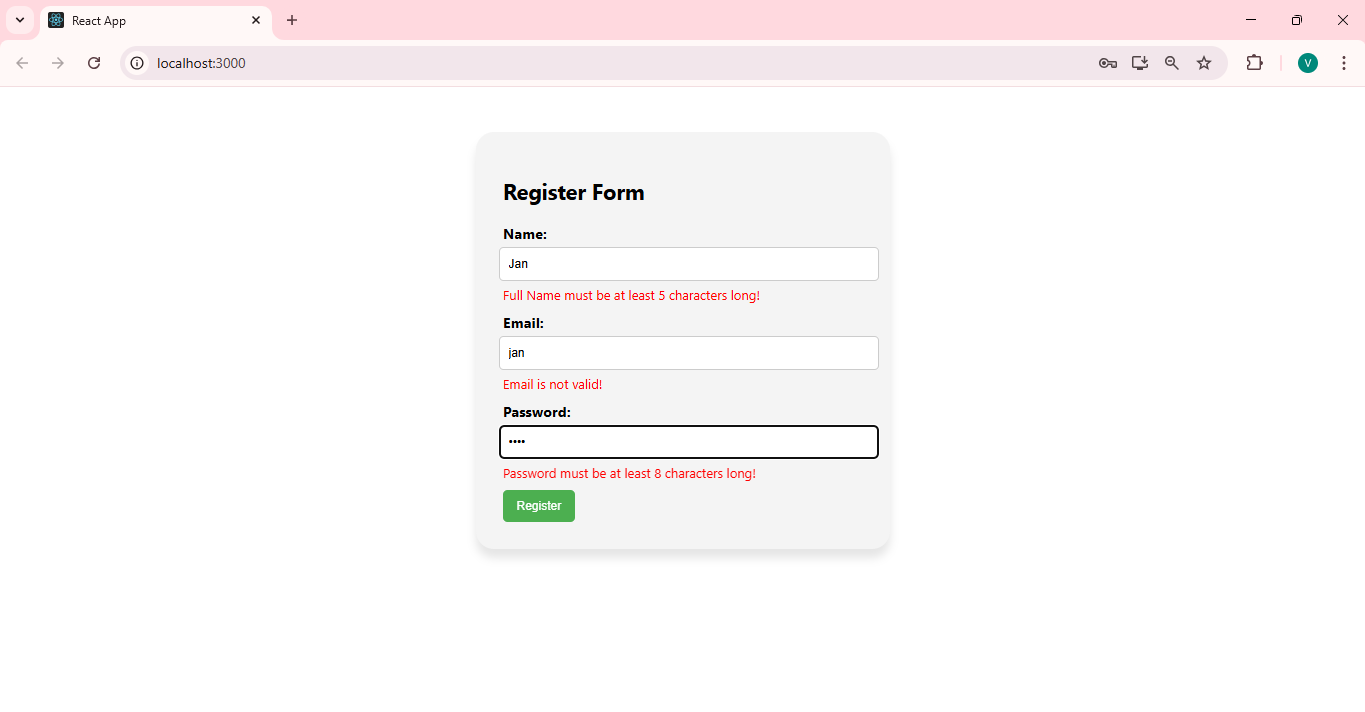 React App
localhost:3000
V
Register Form
Name:
Jan
Full Name must be at least 5 characters long!
Email:
jan
Email is not valid!
Password:
••••
Password must be at least 8 characters long!
Register